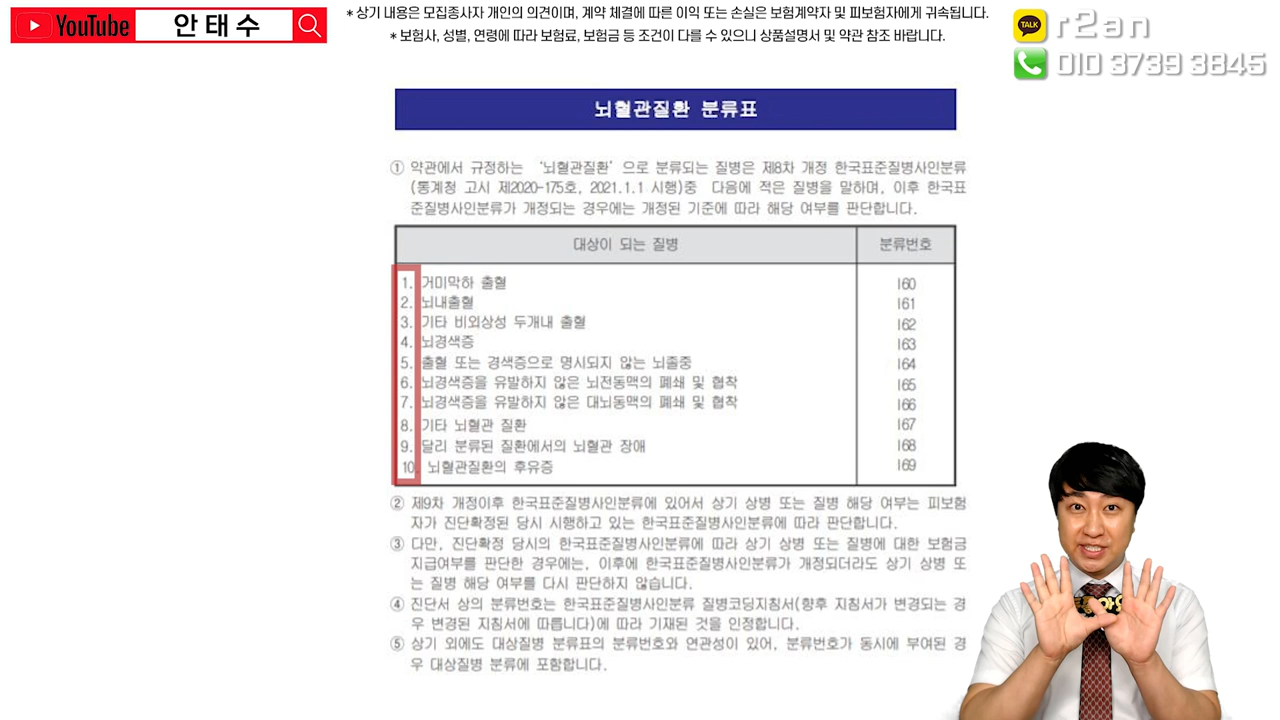 YouTube 안태수
* 상기 내용은 모집종사자 개인의 의견이며, 계약 체결에 따른 이익 또는 손실은 보험계약자 및 피보험자에게 귀속됩니다.
* 보험사, 성별, 연령에 따라 보험료, 보험금 등 조건이 다를 수 있으니 상품설명서 및 약관 참조 바랍니다.
TALK r2an
010 3739 3845
뇌혈관질환 분류표
① 약관에서 규정하는 '뇌혈관질환'으로 분류되는 질병은 제8차 개정 한국표준질병사인분류
(통계청 고시 제2020-175호, 2021.1.1 시행)중 다음에 적은 질병을 말하며, 이후 한국표
준질병사인분류가 개정되는 경우에는 개정된 기준에 따라 해당 여부를 판단합니다.
대상이 되는 질병 분류번호
1. 거미막하 출혈 I60
2. 뇌내출혈 I61
3. 기타 비외상성 두개내 출혈 I62
4. 뇌경색증 I63
5. 출혈 또는 경색증으로 명시되지 않는 뇌졸중 I64
6. 뇌경색증을 유발하지 않은 뇌전동맥의 폐쇄 및 협착 I65
7. 뇌경색증을 유발하지 않은 대뇌동맥의 폐쇄 및 협착 I66
8. 기타 뇌혈관 질환 I67
9. 달리 분류된 질환에서의 뇌혈관 장애 I68
10. 뇌혈관질환의 후유증 I69
② 제9차 개정이후 한국표준질병사인분류에 있어서 상기 상병 또는 질병 해당 여부는 피보험
자가 진단확정된 당시 시행하고 있는 한국표준질병사인분류에 따라 판단합니다.
③ 다만, 진단확정 당시의 한국표준질병사인분류에 따라 상기 상병 또는 질병에 대한 보험금
지급여부를 판단한 경우에는, 이후에 한국표준질병사인분류가 개정되더라도 상기 상병 또
는 질병 해당 여부를 다시 판단하지 않습니다.
④ 진단서 상의 분류번호는 한국표준질병사인분류 질병코딩지침서(향후 지침서가 변경되는 경
우 변경된 지침서에 따릅니다)에 따라 기재된 것을 인정합니다.
⑤ 상기 외에도 대상질병 분류표의 분류번호와 연관성이 있어, 분류번호가 동시에 부여된 경
우 대상질병 분류에 포함합니다.